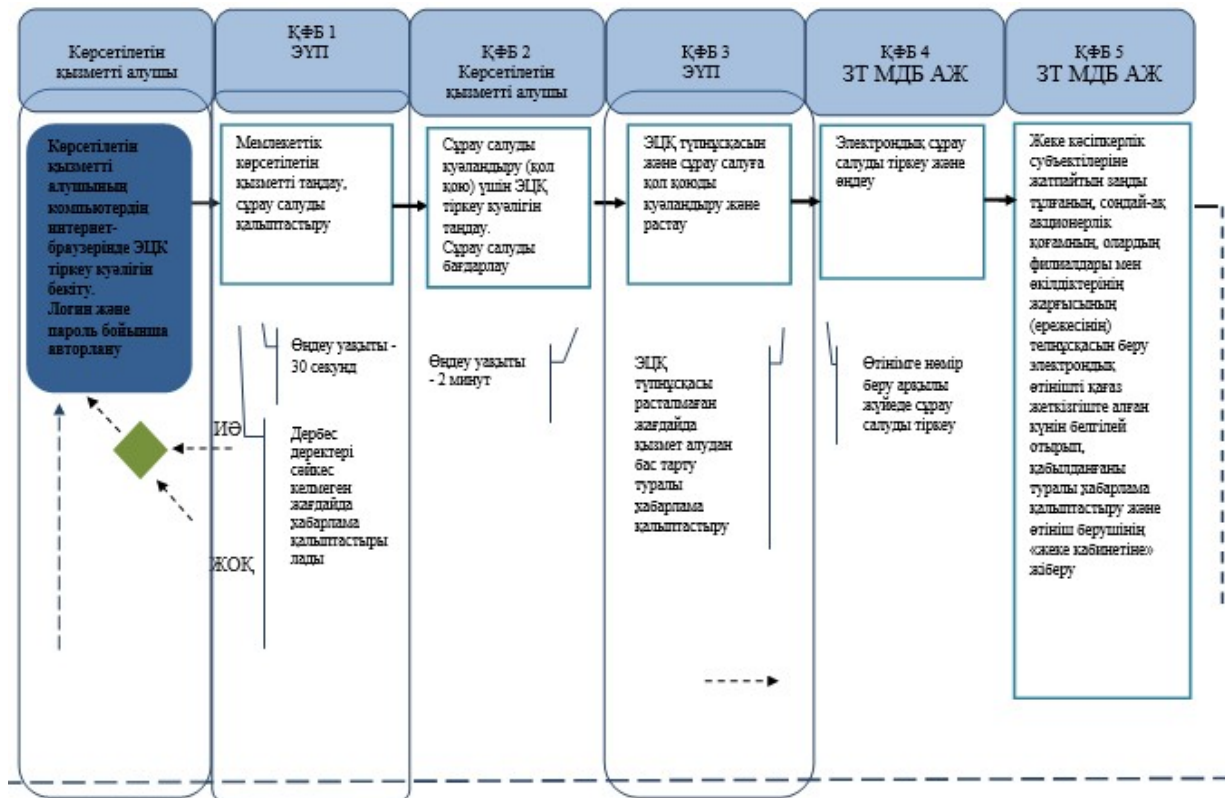 Көрсетілетін
қызметті алушы
ҚФБ 1
ЭҮП
ҚФБ 2
Көрсетілетін
қызметті алушы
ҚФБ 3
ЭҮП
ҚФБ 4
ЗТ МДБ АЖ
ҚФБ 5
ЗТ МДБ АЖ
Көрсетілетін
қызметті
алушының
компьютердің
интернет-
браузерінде ЭЦК
тіркеу куәлігін
бекіту.
Логин және
пароль бойынша
авторлану
Мемлекеттік
көрсетілетін
қызметті таңдау,
сұрау салуды
қалыптастыру
Сұрау салуды
куәландыру (қол
қою) үшін ЭЦҚ
тіркеу куәлігін
таңдау.
Сұрау салуды
бағдарлау
ЭЦҚ түпнұсқасын
және сұрау салуға
қол қоюды
куәландыру және
растау
Электрондық сұрау
салуды тіркеу және
өңдеу
Жеке кәсіпкерлік
субъектілеріне
жатпайтын заңды
тұлғаның, сондай-ақ
акционерлік
қоғамның, олардың
филиалдары мен
өкілдіктерінің
жарғысының
(ережесінің)
телнұсқасын беру
электрондық
өтінішті қағаз
жеткізгіште алған
күнін белгілей
отырып,
қабылданғаны
туралы хабарлама
қалыптастыру және
өтініш берушінің
«жеке кабинетіне»
жіберу
Өңдеу уақыты -
30 секунд
Өңдеу уақыты
- 2 минут
ЭЦҚ
түпнұсқасы
расталмаған
жағдайда
қызмет алудан
бас тарту
туралы
хабарлама
қалыптастыру
Өтінімге нөмір
беру арқылы
жүйеде сұрау
салуды тіркеу
ИӘ
Дербес
деректері
сәйкес
келмеген
жағдайда
хабарлама
қалыптастыры
лады
ЖОҚ